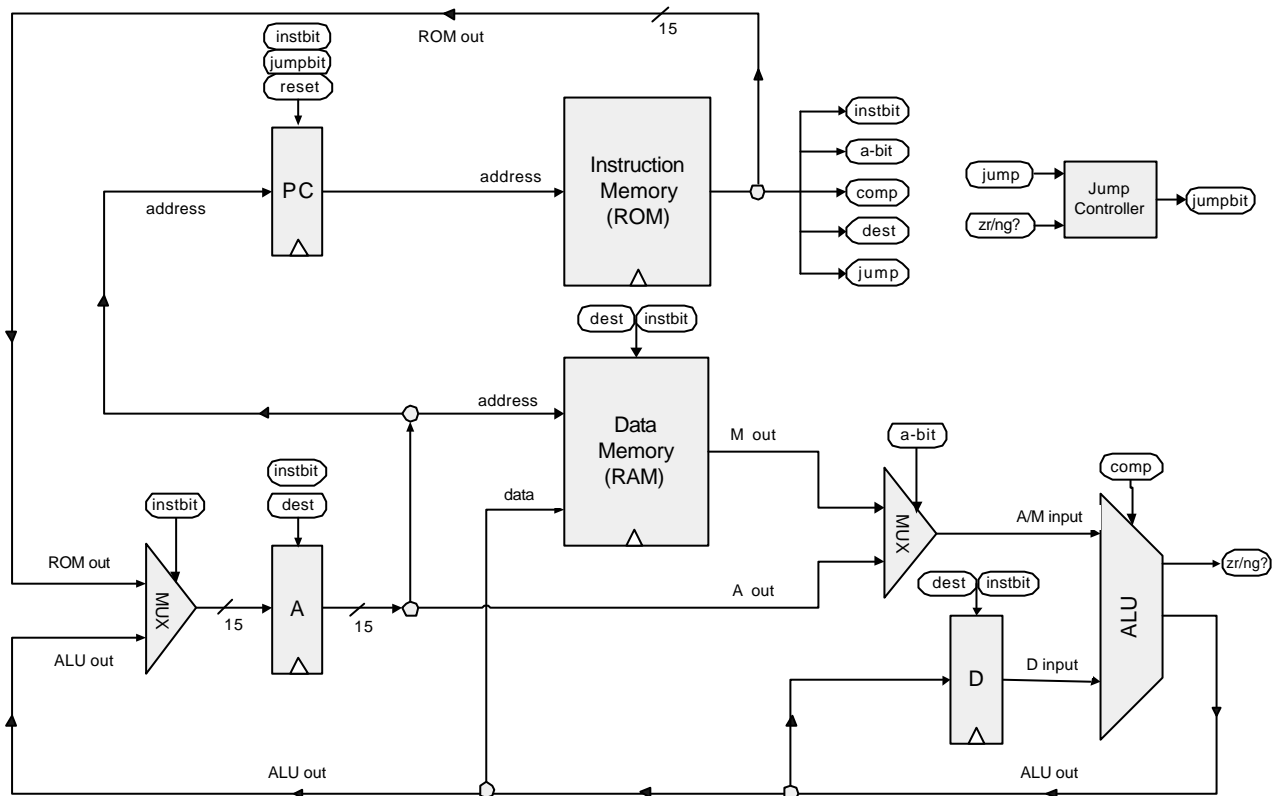 ROM out
15
instbit
jumpbit
reset
PC
address
address
Instruction
Memory
(ROM)
instbit
a-bit
comp
dest
jump
jump
zr/ng?
Jump
Controller
jumpbit
dest
instbit
address
Data
Memory
(RAM)
data
M out
a-bit
comp
instbit
instbit
dest
ROM out
ALU out
MUX
15
A
15
A out
MUX
A/M input
dest
instbit
D
D input
ALU
zr/ng?
ALU out
ALU out